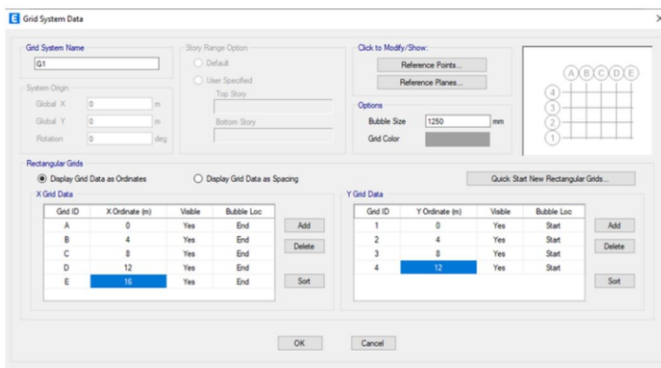 E Grid System Data
Grid System Name
G1
System Origin
Global X 0 m
Global Y 0 m
Rotation 0 deg
Story Range Option
Default
User Specified
Top Story
Bottom Story
Click to Modify/Show:
Reference Points...
Reference Planes...
Options
Bubble Size 1250 mm
Grid Color
A B C D E
4
3
2
1
Rectangular Grids
Display Grid Data as Ordinates Display Grid Data as Spacing Quick Start New Rectangular Grids...
X Grid Data
Grid ID X Ordinate (m) Visible Bubble Loc
A 0 Yes End
B 4 Yes End
C 8 Yes End
D 12 Yes End
E 16 Yes End
Add
Delete
Sort
Y Grid Data
Grid ID Y Ordinate (m) Visible Bubble Loc
1 0 Yes Start
2 4 Yes Start
3 8 Yes Start
4 12 Yes Start
Add
Delete
Sort
OK Cancel